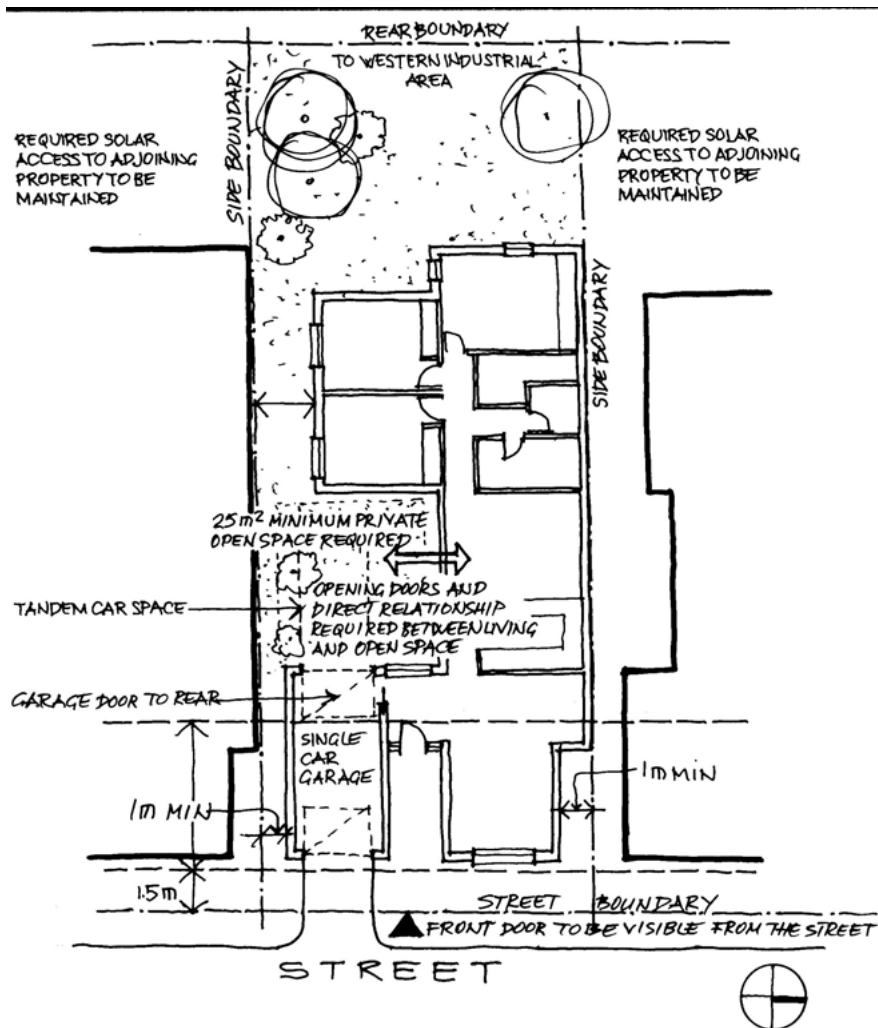 REAR BOUNDARY
TO WESTERN INDUSTRIAL
AREA
SIDE BOUNDARY
REQUIRED SOLAR
ACCESS TO ADJOINING
PROPERTY TO BE
MAINTAINED
REQUIRED SOLAR
ACCESS TO ADJOINING
PROPERTY TO BE
MAINTAINED
SIDE BOUNDARY
25m² MINIMUM PRIVATE
OPEN SPACE REQUIRED
OPENING DOORS AND
DIRECT RELATIONSHIP
REQUIRED BETWEEN LIVING
AND OPEN SPACE
TANDEM CAR SPACE
GARAGE DOOR TO REAR
SINGLE
CAR
GARAGE
1m MIN
1m MIN
1.5m
STREET BOUNDARY
FRONT DOOR TO BE VISIBLE FROM THE STREET
STREET